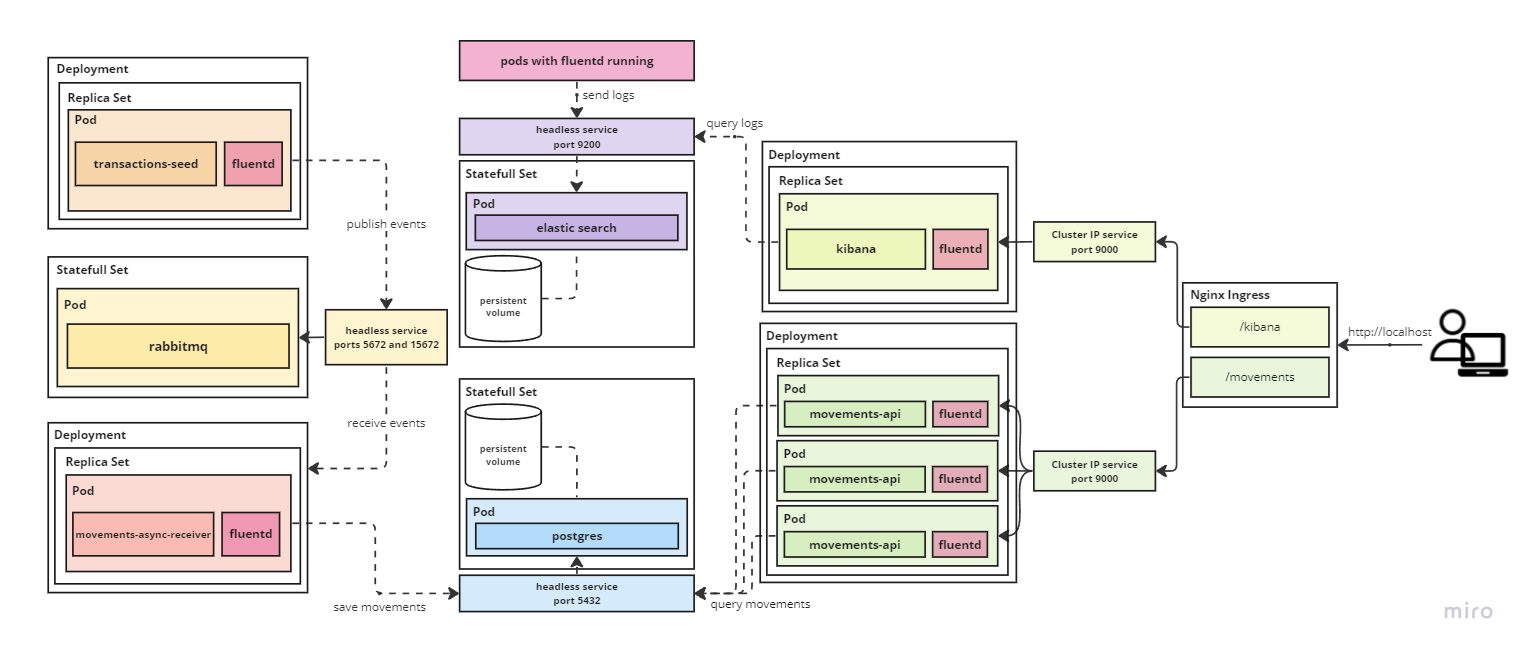 Deployment
Replica Set
Pod
transactions-seed
fluentd
publish events
Statefull Set
Pod
rabbitmq
headless service
ports 5672 and 15672
receive events
Deployment
Replica Set
Pod
movements-async-receiver
fluentd
save movements
pods with fluentd running
send logs
headless service
port 9200
Statefull Set
Pod
elastic search
persistent
volume
Statefull Set
persistent
volume
Pod
postgres
headless service
port 5432
query logs
Deployment
Replica Set
Pod
kibana
fluentd
Deployment
Replica Set
Pod
movements-api
fluentd
Pod
movements-api
fluentd
Pod
movements-api
fluentd
query movements
Cluster IP service
port 9000
Cluster IP service
port 9000
Nginx Ingress
/kibana
/movements
http://localhost
miro